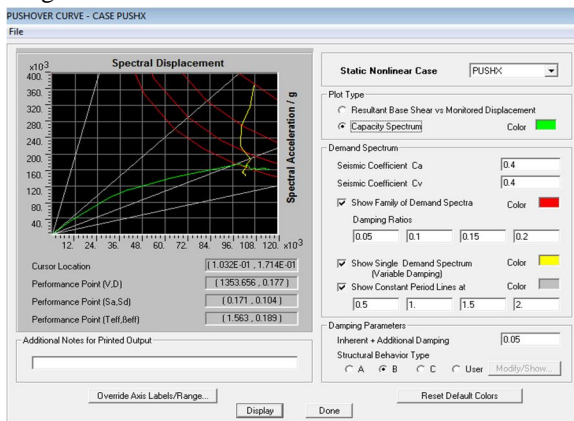 PUSHOVER CURVE - CASE PUSHX
File
Spectral Displacement
x10³
400.
360.
320.
280.
240.
200.
160.
120.
80.
40.
Spectral Acceleration / g
12. 24. 36. 48. 60. 72. 84. 96. 108. 120. x10⁻³
Cursor Location
(1.032E-01 , 1.714E-01
Performance Point (V,D)
( 1353.656 , 0.177 )
Performance Point (Sa,Sd)
( 0.171 , 0.104 )
Performance Point (Teff,ßeff)
( 1.563 , 0.189 )
Additional Notes for Printed Output
Override Axis Labels/Range...
Display
Done
Static Nonlinear Case
PUSHX
Plot Type
Resultant Base Shear vs Monitored Displacement
Capacity Spectrum
Color
Demand Spectrum
Seismic Coefficient Ca
0.4
Seismic Coefficient Cv
0.4
Show Family of Demand Spectra
Color
Damping Ratios
0.05 0.1 0.15 0.2
Show Single Demand Spectrum
(Variable Damping)
Color
Show Constant Period Lines at
Color
0.5 1. 1.5 2.
Damping Parameters
Inherent + Additional Damping
0.05
Structural Behavior Type
A B C User Modify/Show...
Reset Default Colors